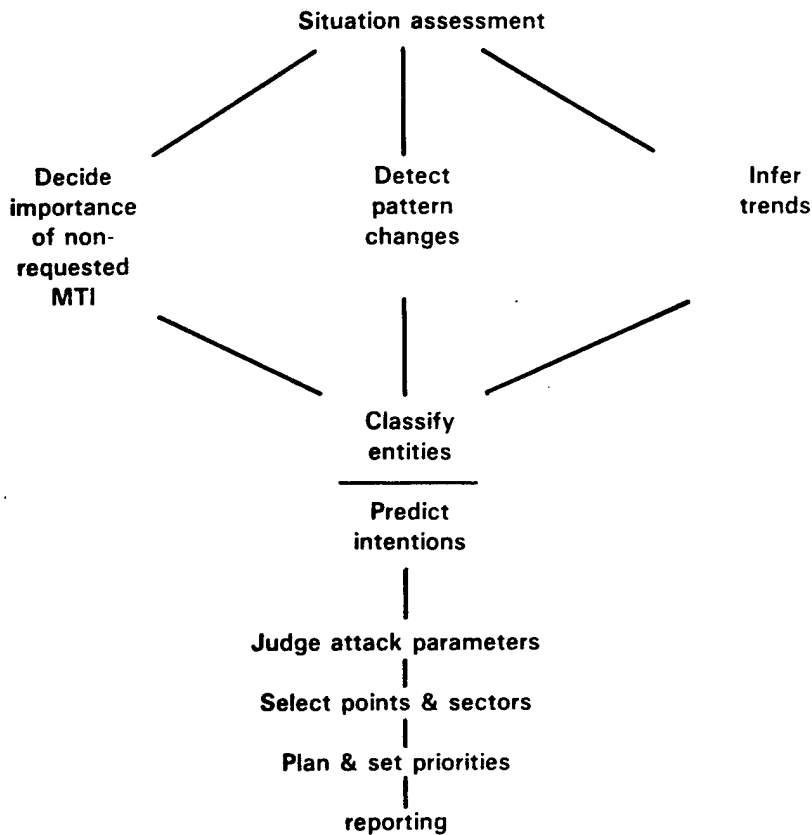 Situation assessment
Decide
importance
of non-
requested
MTI
Detect
pattern
changes
Infer
trends
Classify
entities
Predict
intentions
Judge attack parameters
Select points & sectors
Plan & set priorities
reporting